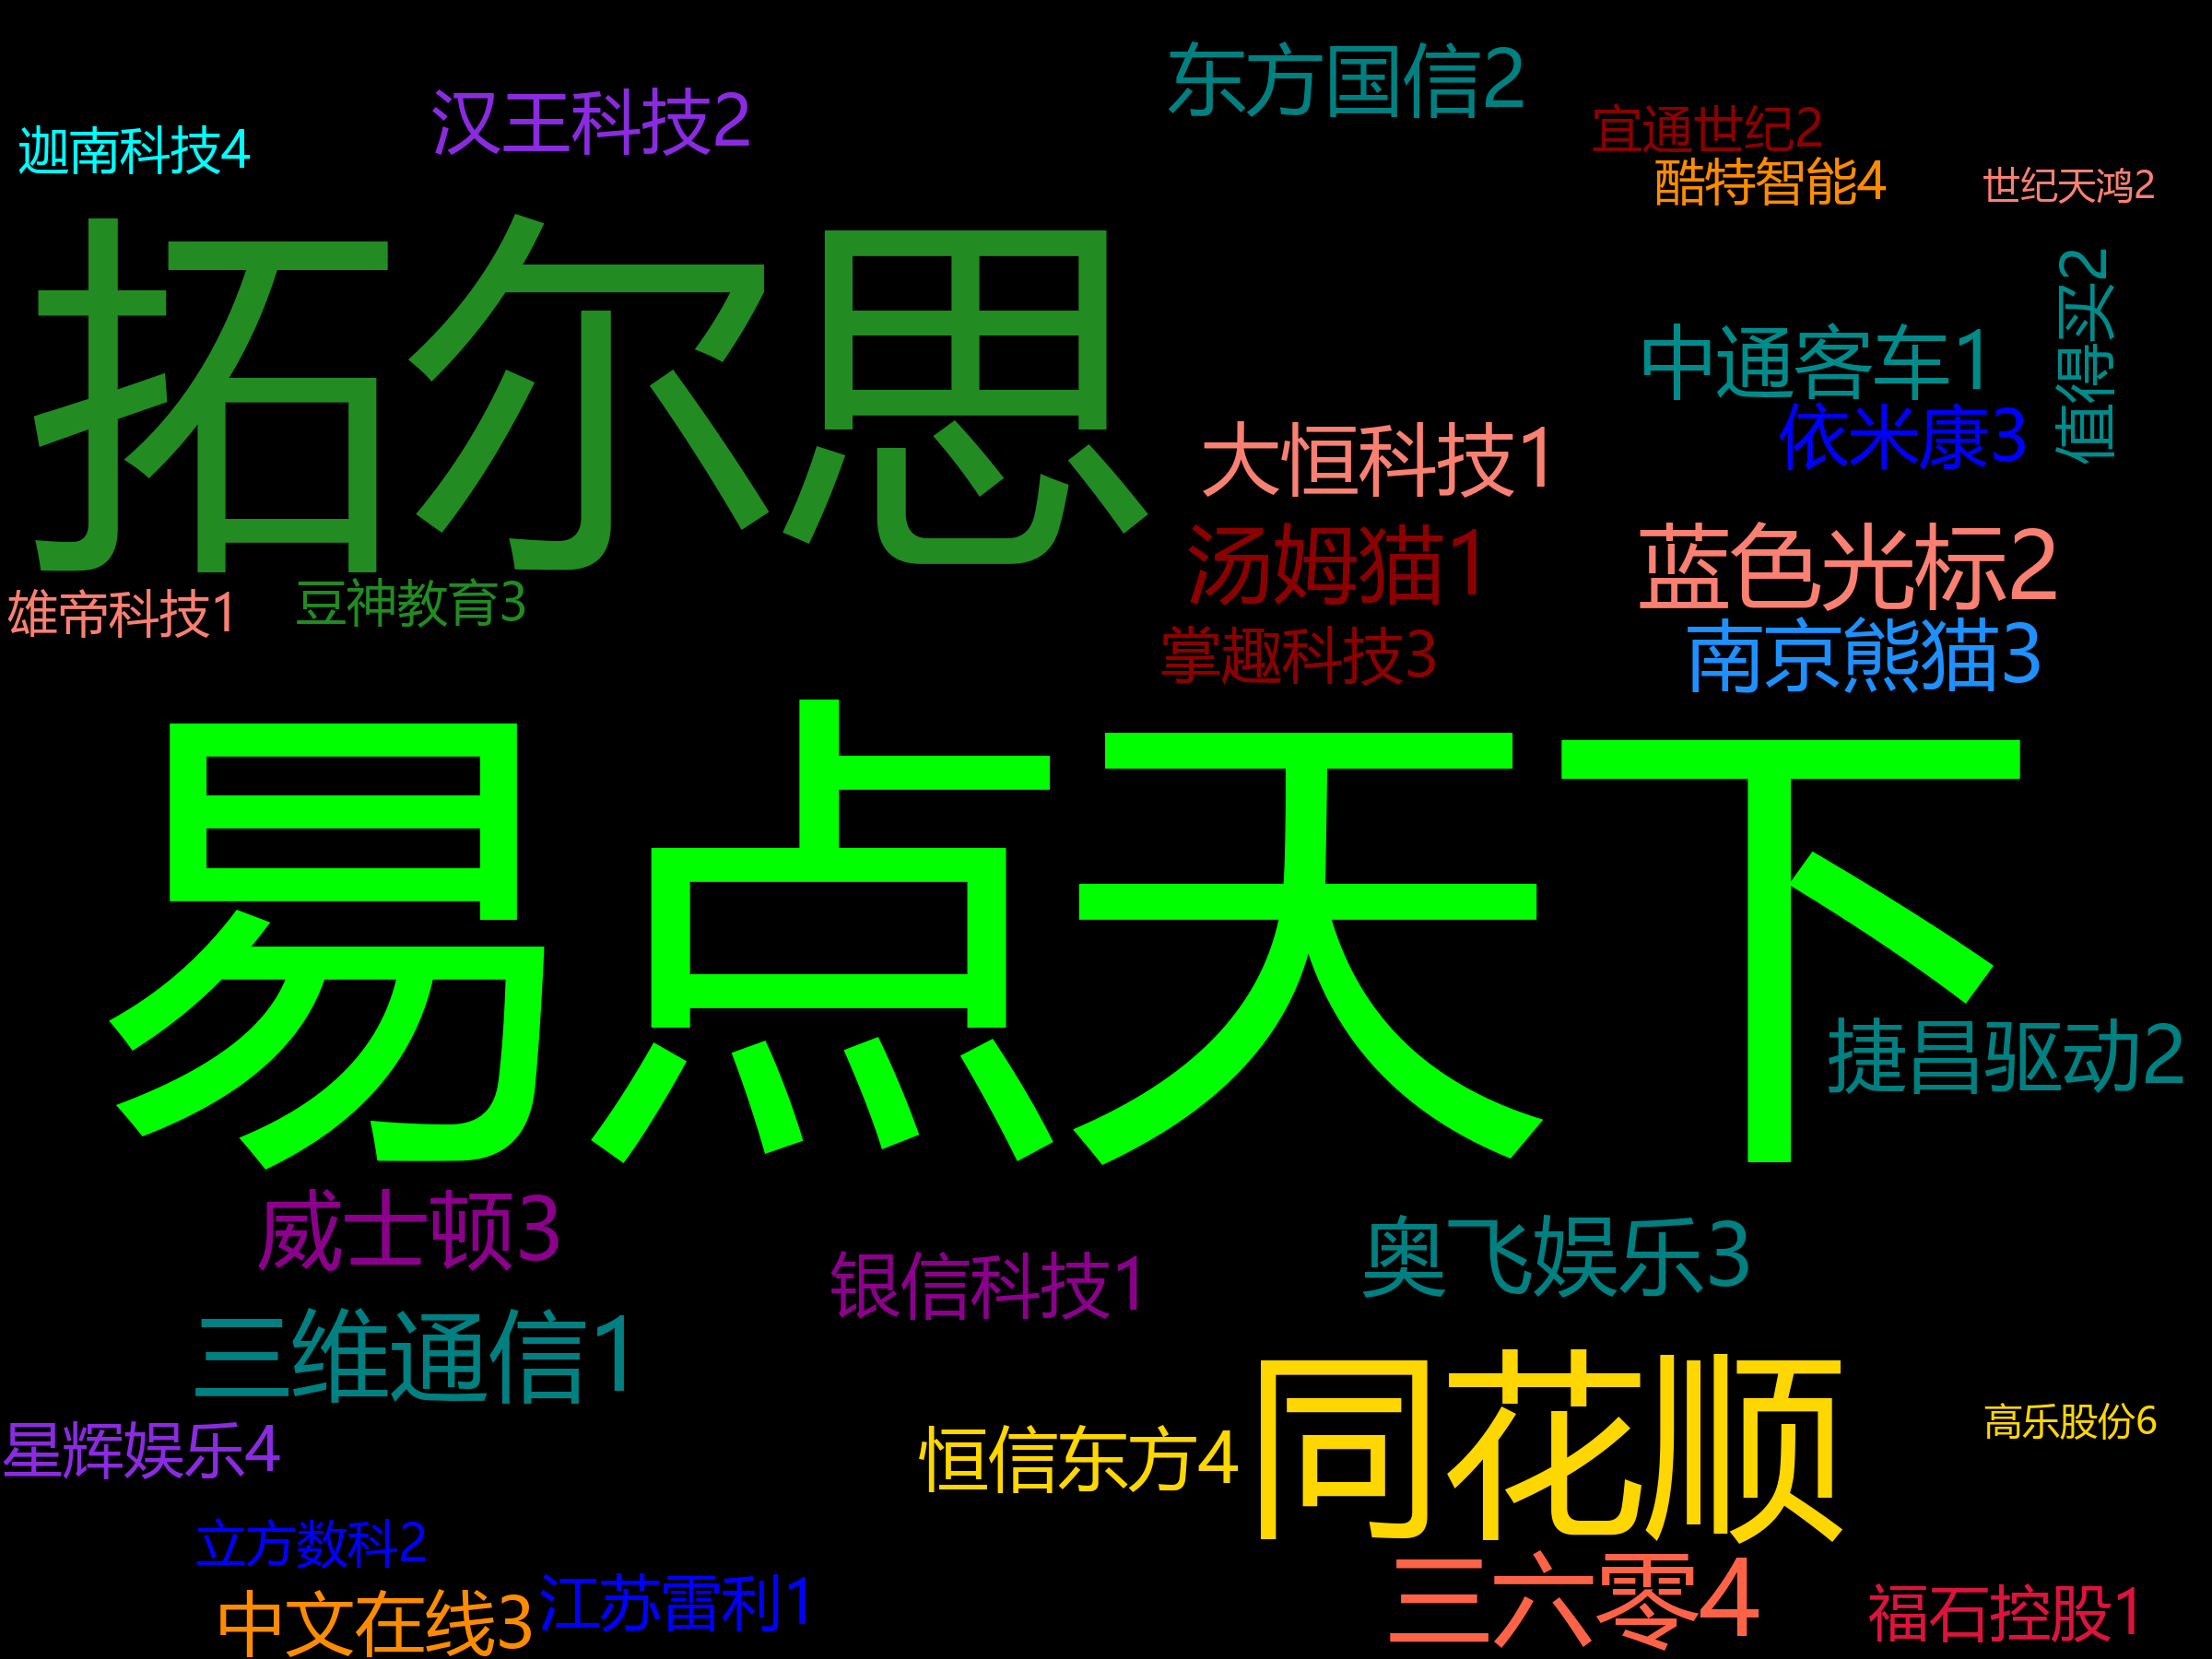 东方国信2
汉王科技2
宜通世纪2
迦南科技4
酷特智能4
世纪天鸿2
拓尔思
值得买2
中通客车1
依米康3
大恒科技1
汤姆猫1
蓝色光标2
雄帝科技1
豆神教育3
掌趣科技3
南京熊猫3
易点天下
捷昌驱动2
威士顿3
银信科技1
奥飞娱乐3
三维通信1
同花顺
高乐股份6
星辉娱乐4
恒信东方4
立方数科2
三六零4
江苏雷利1
中文在线3
福石控股1